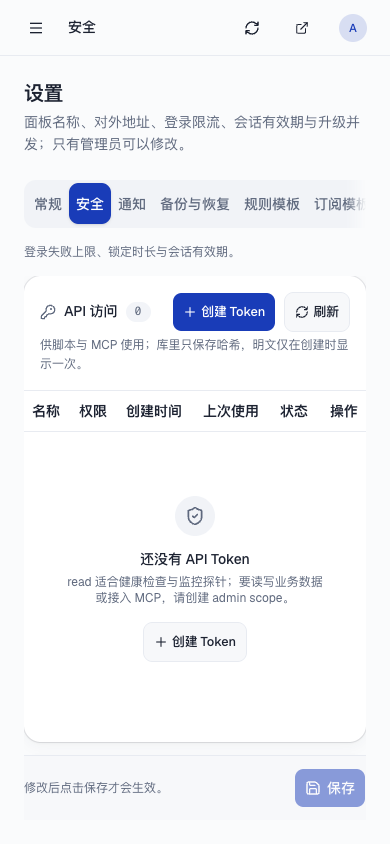 安全
A
设置
面板名称、对外地址、登录限流、会话有效期与升级并
发；只有管理员可以修改。
常规 安全 通知 备份与恢复 规则模板 订阅模板
登录失败上限、锁定时长与会话有效期。
API 访问 0 创建 Token 刷新
供脚本与 MCP 使用；库里只保存哈希，明文仅在创建时显
示一次。
名称 权限 创建时间 上次使用 状态 操作
还没有 API Token
read 适合健康检查与监控探针；要读写业务数据
或接入 MCP，请创建 admin scope。
创建 Token
修改后点击保存才会生效。 保存